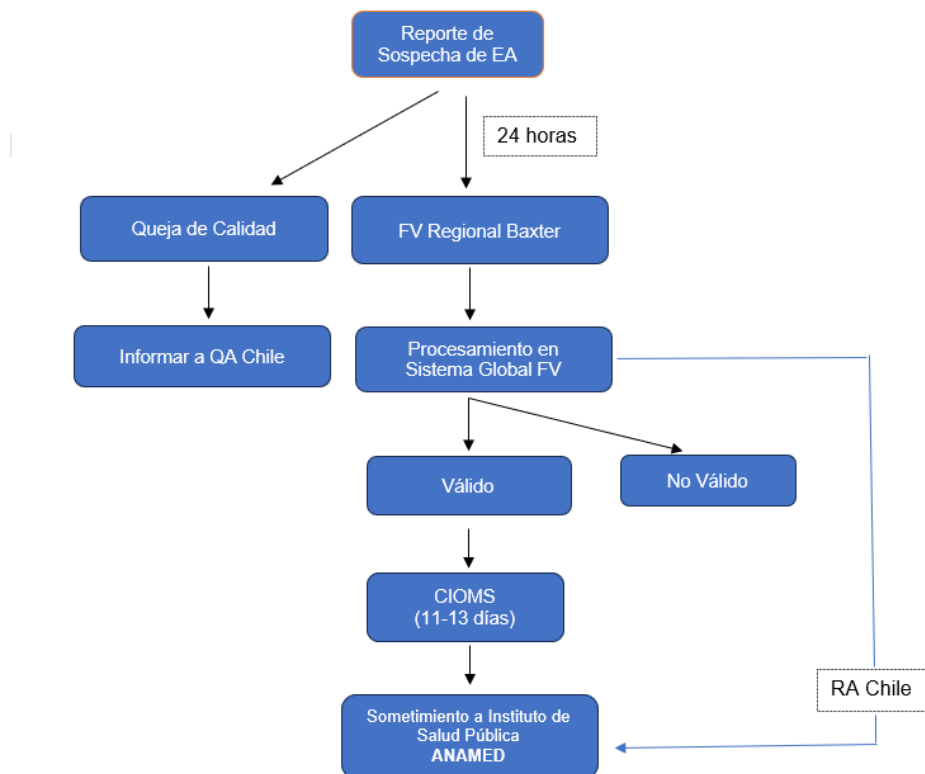 Reporte de
Sospecha de EA
24 horas
Queja de Calidad
FV Regional Baxter
Informar a QA Chile
Procesamiento en
Sistema Global FV
Válido
No Válido
CIOMS
(11-13 días)
RA Chile
Sometimiento a Instituto de
Salud Pública
ANAMED